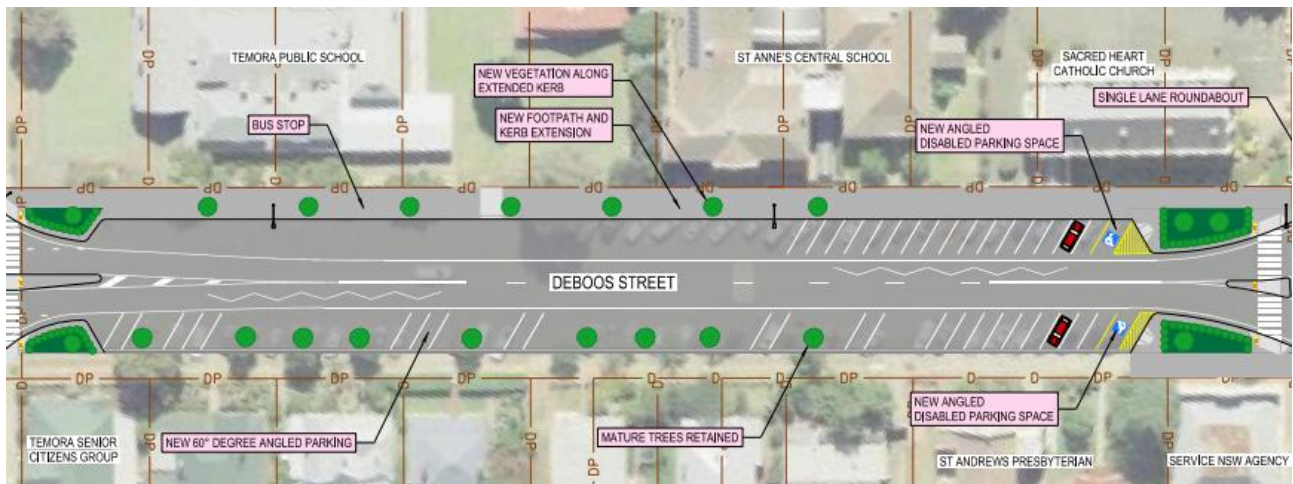 TEMORA PUBLIC SCHOOL
BUS STOP
NEW VEGETATION ALONG
EXTENDED KERB
NEW FOOTPATH AND
KERB EXTENSION
ST ANNE'S CENTRAL SCHOOL
SACRED HEART
CATHOLIC CHURCH
SINGLE LANE ROUNDABOUT
NEW ANGLED
DISABLED PARKING SPACE
DEBOOS STREET
TEMORA SENIOR
CITIZENS GROUP
NEW 60° DEGREE ANGLED PARKING
MATURE TREES RETAINED
NEW ANGLED
DISABLED PARKING SPACE
ST ANDREWS PRESBYTERIAN
SERVICE NSW AGENCY